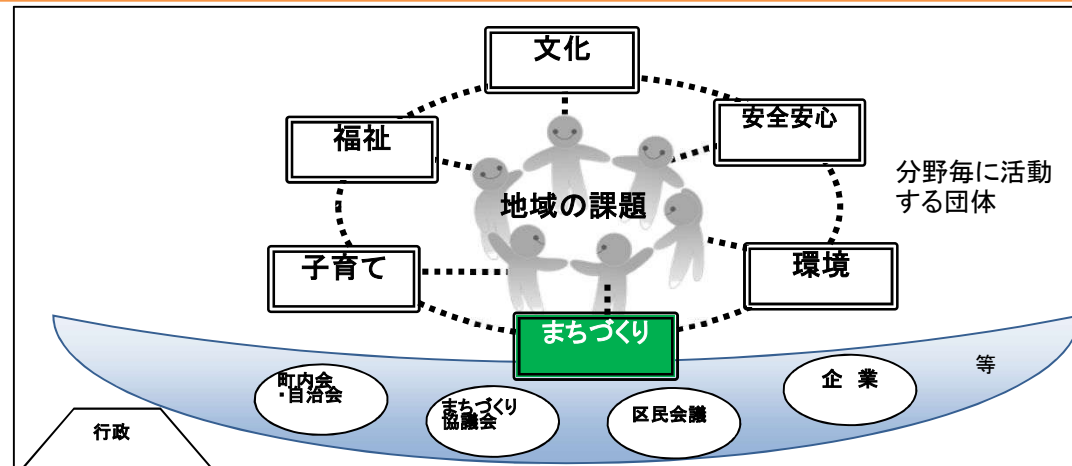 文化
福祉
安全安心
分野毎に活動
する団体
地域の課題
子育て
環境
まちづくり
町内会
・自治会
まちづくり
協議会
区民会議
企 業
等
行政